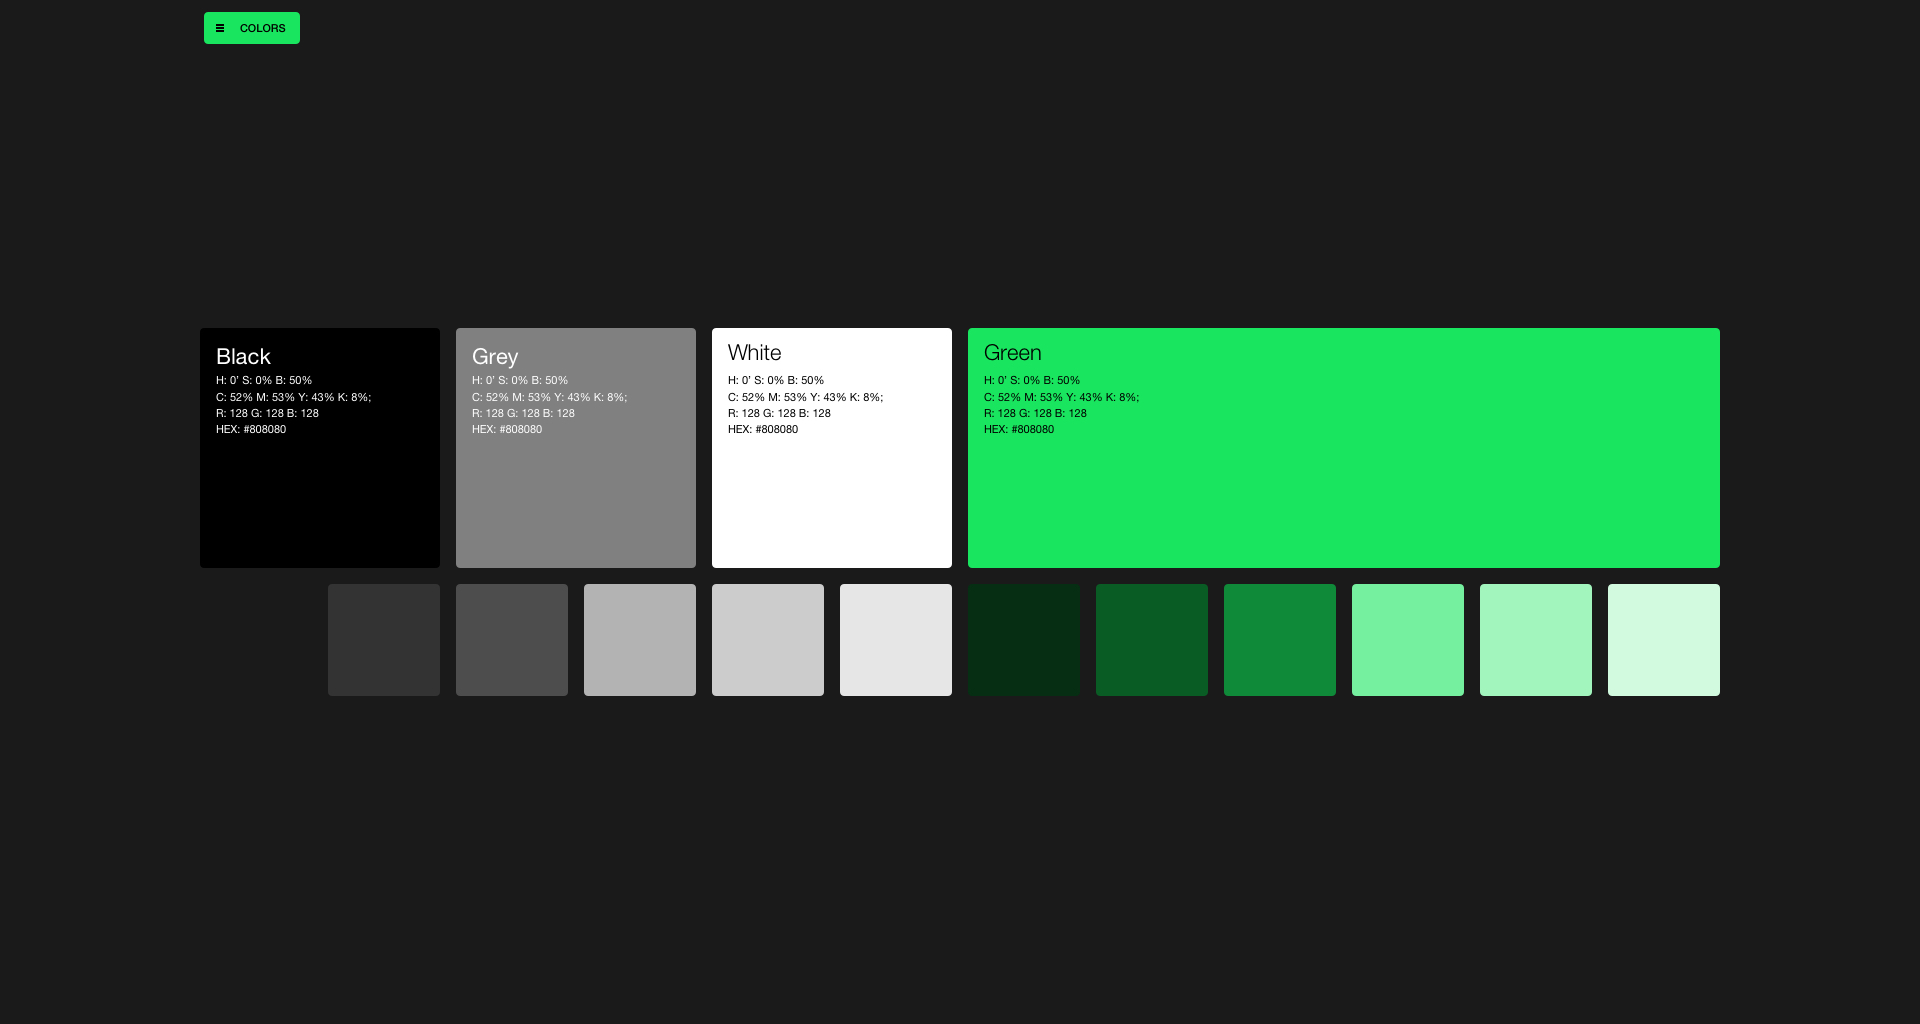 COLORS
Black
H: 0' S: 0% B: 50%
C: 52% M: 53% Y: 43% K: 8%;
R: 128 G: 128 B: 128
HEX: #808080
Grey
H: 0' S: 0% B: 50%
C: 52% M: 53% Y: 43% K: 8%;
R: 128 G: 128 B: 128
HEX: #808080
White
H: 0' S: 0% B: 50%
C: 52% M: 53% Y: 43% K: 8%;
R: 128 G: 128 B: 128
HEX: #808080
Green
H: 0' S: 0% B: 50%
C: 52% M: 53% Y: 43% K: 8%;
R: 128 G: 128 B: 128
HEX: #808080